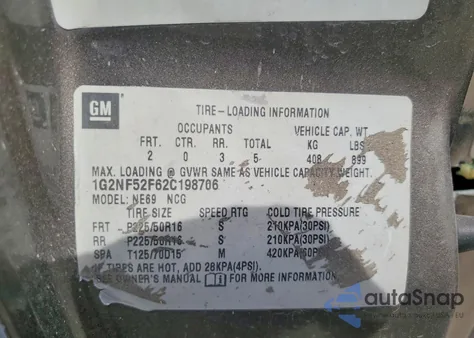 GM
TIRE-LOADING INFORMATION
OCCUPANTS VEHICLE CAP. WT.
FRT. CTR. RR. TOTAL KG LBS
2 0 3 5 408 899
MAX. LOADING @ GVWR SAME AS VEHICLE CAPACITY WEIGHT.
1G2NF52F62C198706
MODEL: NE69 NCG
TIRE SIZE SPEED RTG COLD TIRE PRESSURE
FRT P225/50R16 S 210KPA(30PSI)
RR P225/50R16 S 210KPA(30PSI)
SPA T125/70D15 M 420KPA(60PSI)
IF TIRES ARE HOT, ADD 28KPA(4PSI).
SEE OWNER'S MANUAL FOR MORE INFORMATION
autoSnap